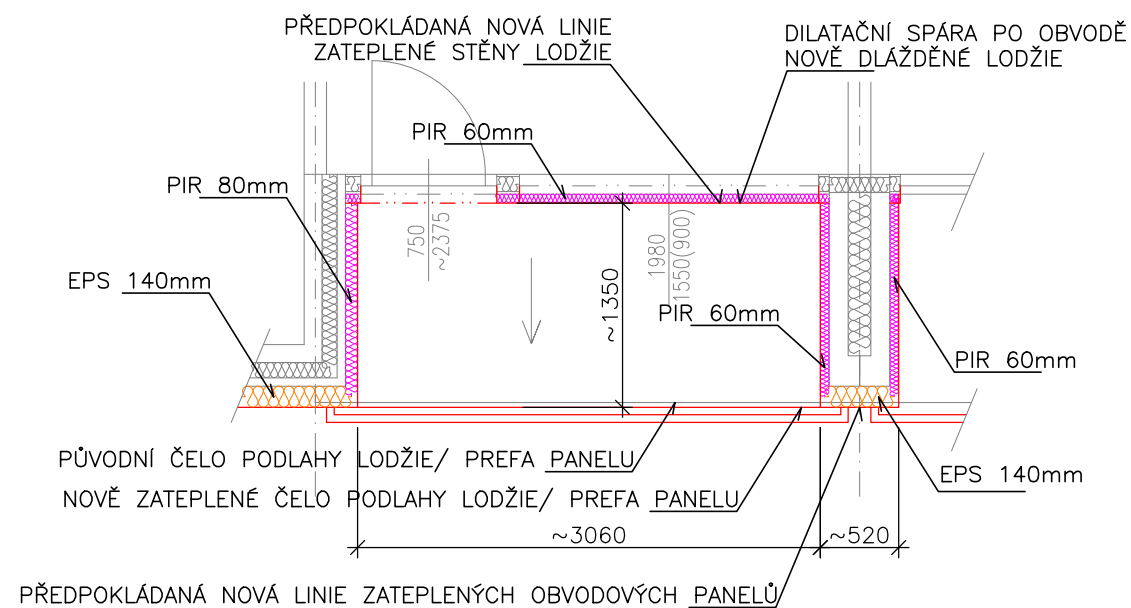 PŘEDPOKLÁDANÁ NOVÁ LINIE
ZATEPLENÉ STĚNY LODŽIE
DILATAČNÍ SPÁRA PO OBVODĚ
NOVĚ DLÁŽDĚNÉ LODŽIE
PIR 60mm
PIR 80mm
750
~2375
1980
1550(900)
EPS 140mm
~1350
PIR 60mm
PIR 60mm
PŮVODNÍ ČELO PODLAHY LODŽIE/ PREFA PANELU
EPS 140mm
NOVĚ ZATEPLENÉ ČELO PODLAHY LODŽIE/ PREFA PANELU
~3060
~520
PŘEDPOKLÁDANÁ NOVÁ LINIE ZATEPLENÝCH OBVODOVÝCH PANELŮ